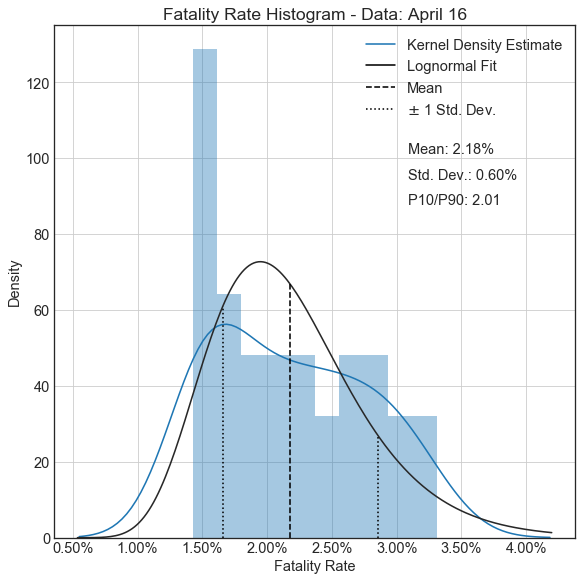 Fatality Rate Histogram - Data: April 16
Kernel Density Estimate
Lognormal Fit
Mean
± 1 Std. Dev.
Mean: 2.18%
Std. Dev.: 0.60%
P10/P90: 2.01
Density
120
100
80
60
40
20
0
0.50% 1.00% 1.50% 2.00% 2.50% 3.00% 3.50% 4.00%
Fatality Rate